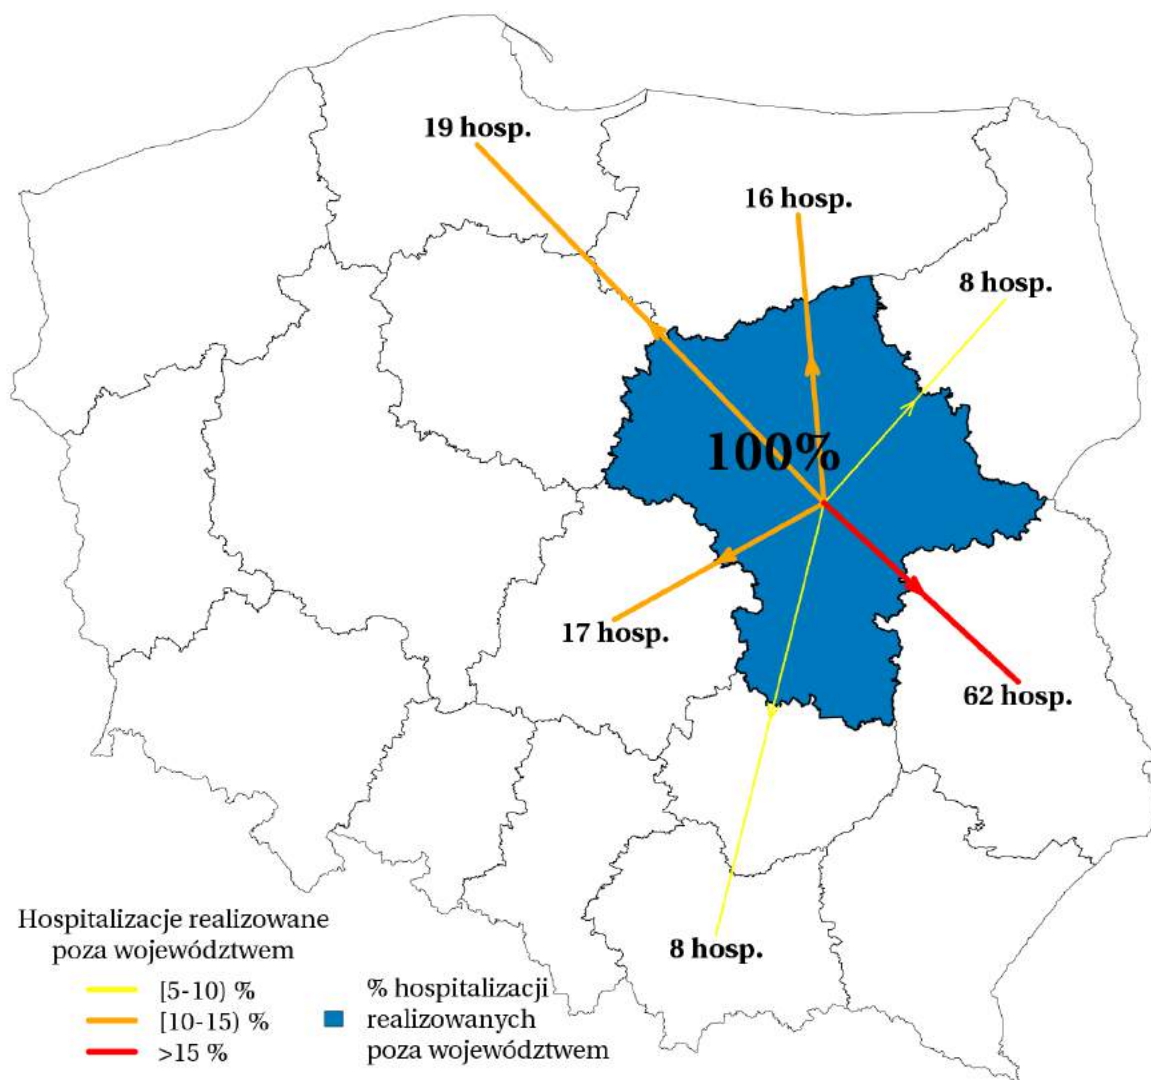 19 hosp.
16 hosp.
8 hosp.
100%
17 hosp.
62 hosp.
8 hosp.
Hospitalizacje realizowane
poza województwem
[5-10) %
[10-15) %
>15 %
% hospitalizacji
realizowanych
poza województwem